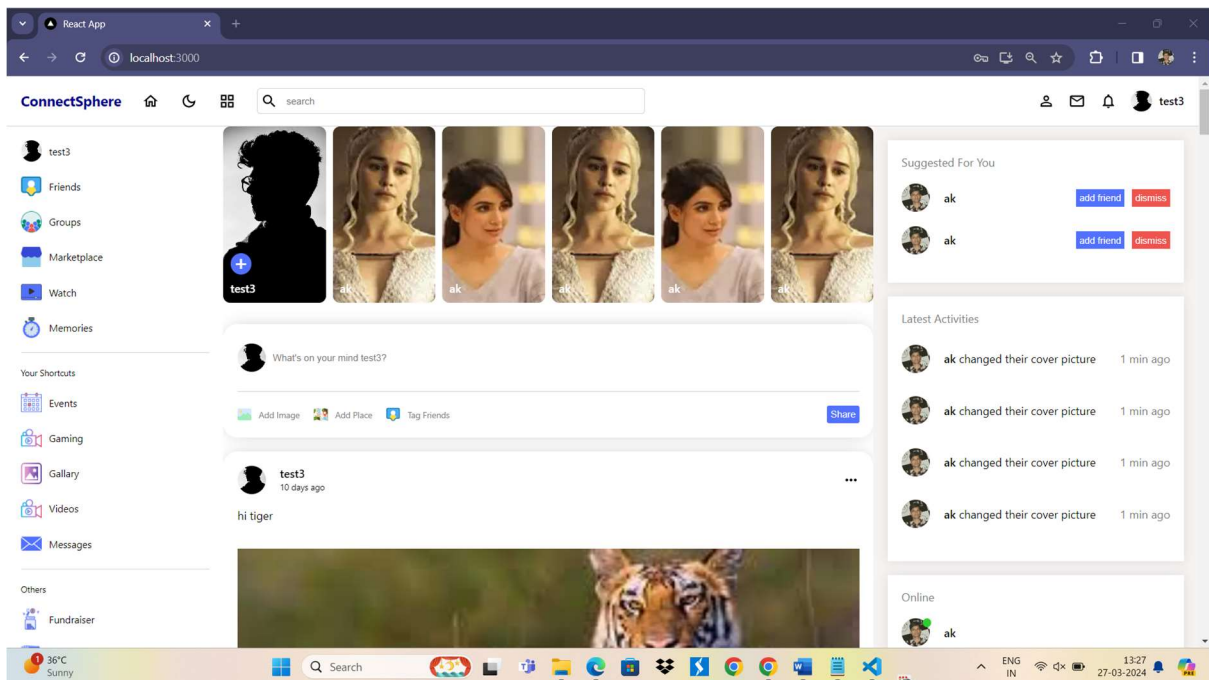 React App
localhost:3000
ConnectSphere
search
test3
test3
Friends
Groups
Marketplace
Watch
Memories
Your Shortcuts
Events
Gaming
Gallary
Videos
Messages
Others
Fundraiser
test3
ak
ak
ak
ak
ak
What's on your mind test3?
Add Image
Add Place
Tag Friends
Share
test3
10 days ago
hi tiger
Suggested For You
ak add friend dismiss
ak add friend dismiss
Latest Activities
ak changed their cover picture 1 min ago
ak changed their cover picture 1 min ago
ak changed their cover picture 1 min ago
ak changed their cover picture 1 min ago
Online
ak
1
36°C
Sunny
Search
ENG
IN
13:27
27-03-2024
PRE